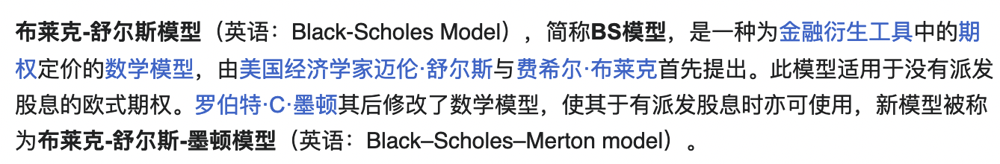 布莱克-舒尔斯模型（英语：Black-Scholes Model），简称BS模型，是一种为金融衍生工具中的期
权定价的数学模型，由美国经济学家迈伦·舒尔斯与费希尔·布莱克首先提出。此模型适用于没有派发
股息的欧式期权。罗伯特·C·墨顿其后修改了数学模型，使其于有派发股息时亦可使用，新模型被称
为布莱克-舒尔斯-墨顿模型（英语：Black–Scholes–Merton model）。